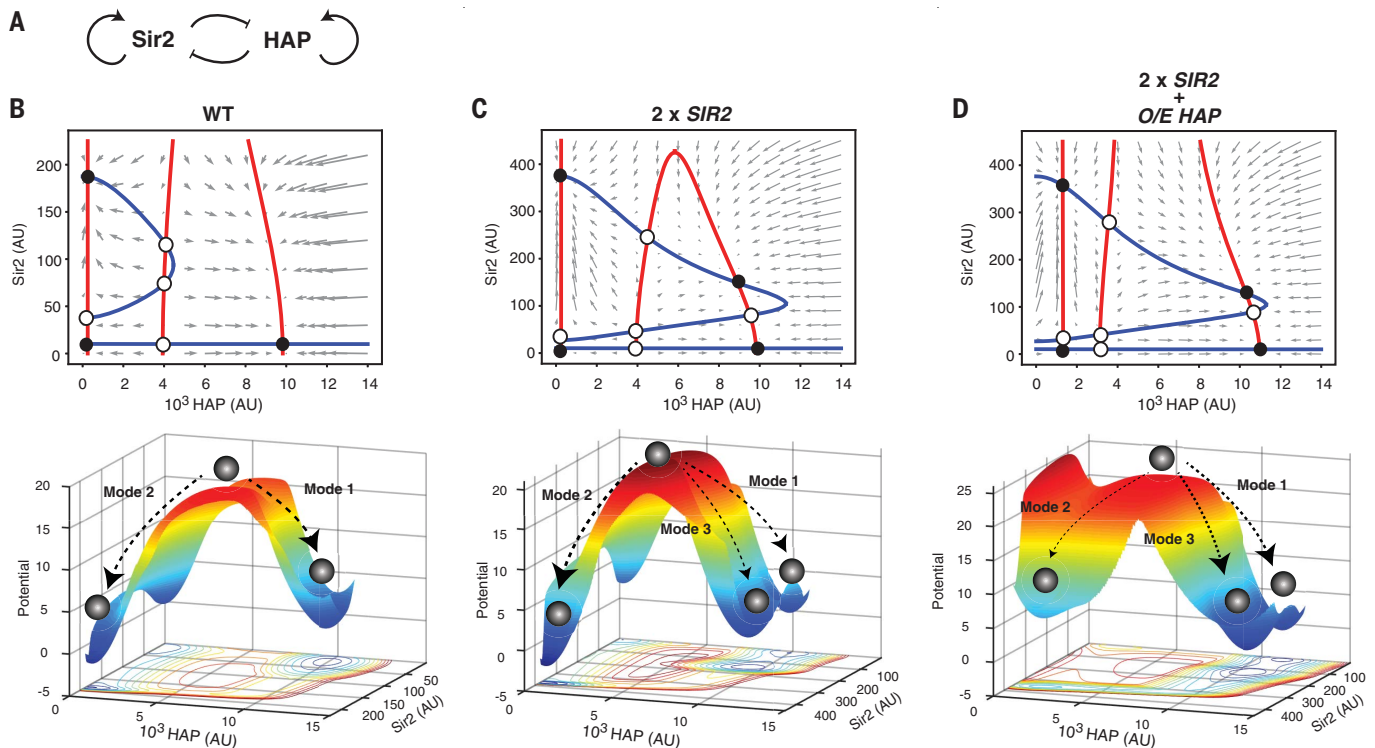 A
Sir2 HAP
B
WT
Sir2 (AU)
200
150
100
50
0
0 2 4 6 8 10 12 14
10³ HAP (AU)
C
2 x SIR2
Sir2 (AU)
400
300
200
100
0
0 2 4 6 8 10 12 14
10³ HAP (AU)
D
2 x SIR2
+
O/E HAP
Sir2 (AU)
400
300
200
100
0
0 2 4 6 8 10 12 14
10³ HAP (AU)
Potential
20
15
10
5
0
-5
Mode 2
Mode 1
0
5
10
15
10³ HAP (AU)
200
150
100
50
Sir2 (AU)
Potential
20
15
10
5
0
-5
Mode 2
Mode 1
Mode 3
0
5
10
15
10³ HAP (AU)
400
300
200
100
Sir2 (AU)
Potential
25
20
15
10
5
0
-5
Mode 2
Mode 1
Mode 3
0
5
10
15
10³ HAP (AU)
400
300
200
100
Sir2 (AU)